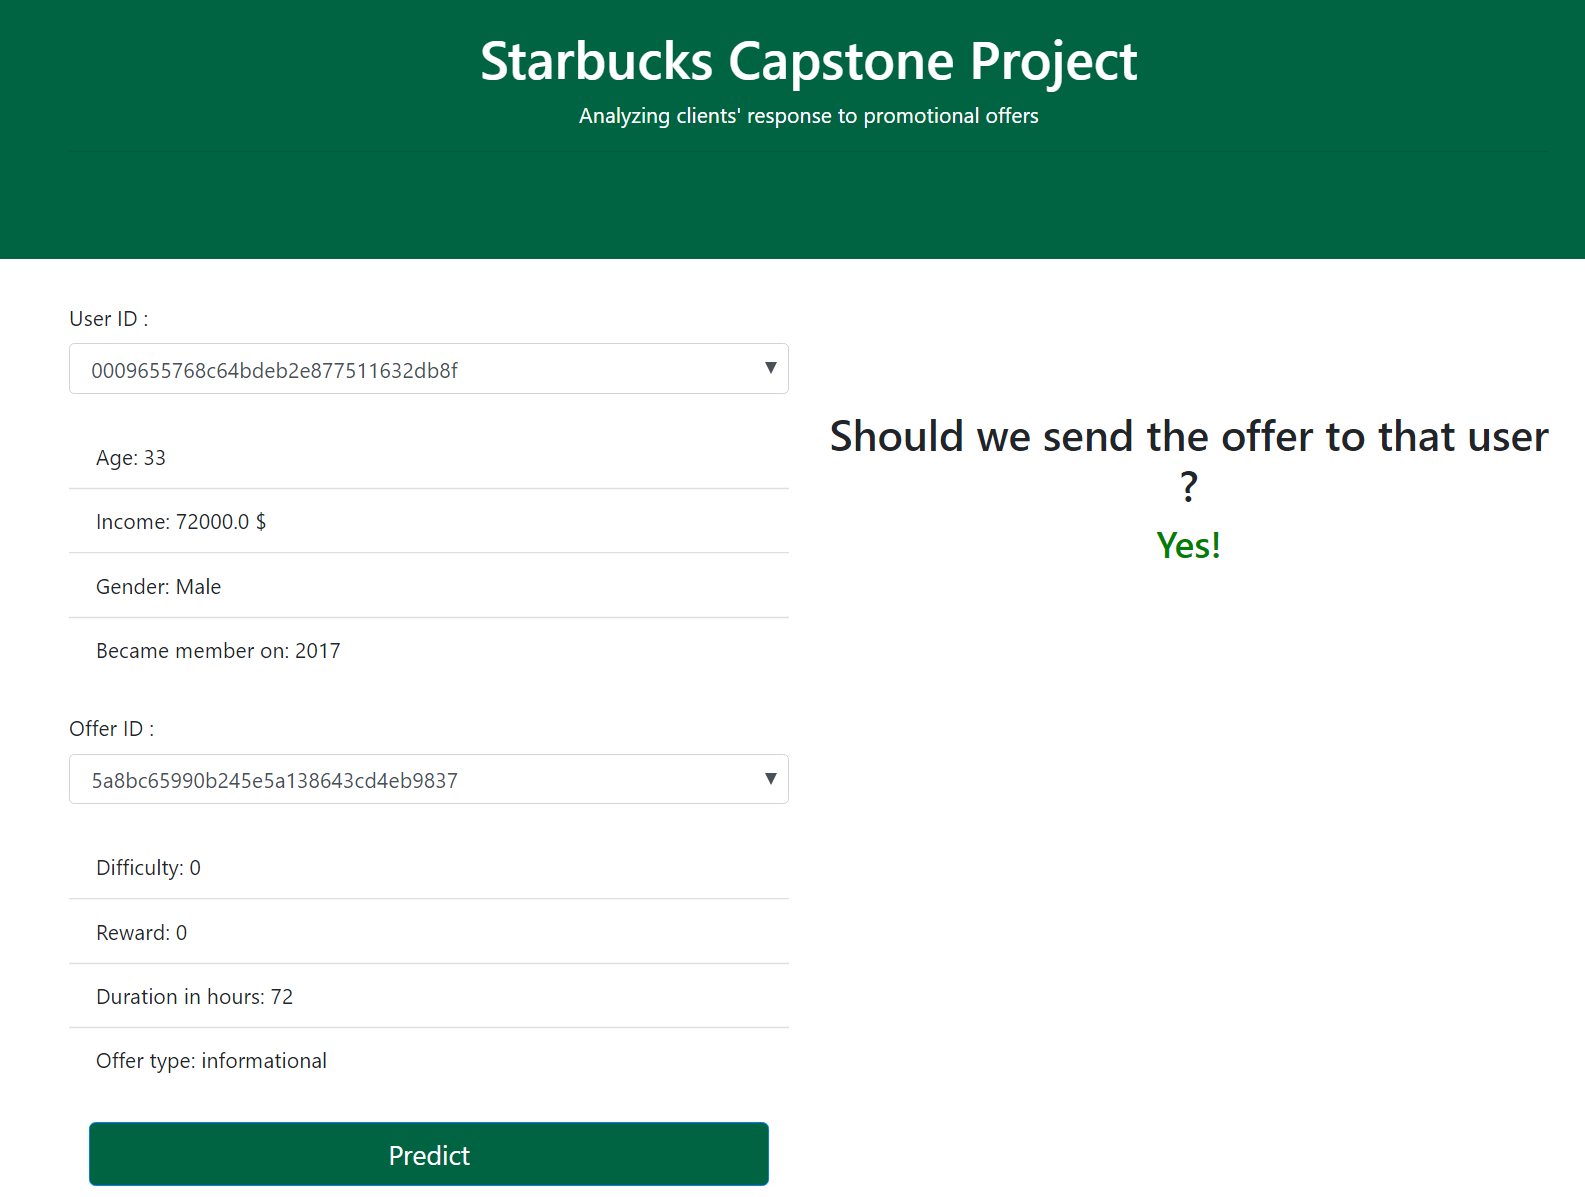 Starbucks Capstone Project
Analyzing clients' response to promotional offers
User ID :
0009655768c64bdeb2e877511632db8f
Age: 33
Income: 72000.0 $
Gender: Male
Became member on: 2017
Offer ID :
5a8bc65990b245e5a138643cd4eb9837
Difficulty: 0
Reward: 0
Duration in hours: 72
Offer type: informational
Predict
Should we send the offer to that user
?
Yes!